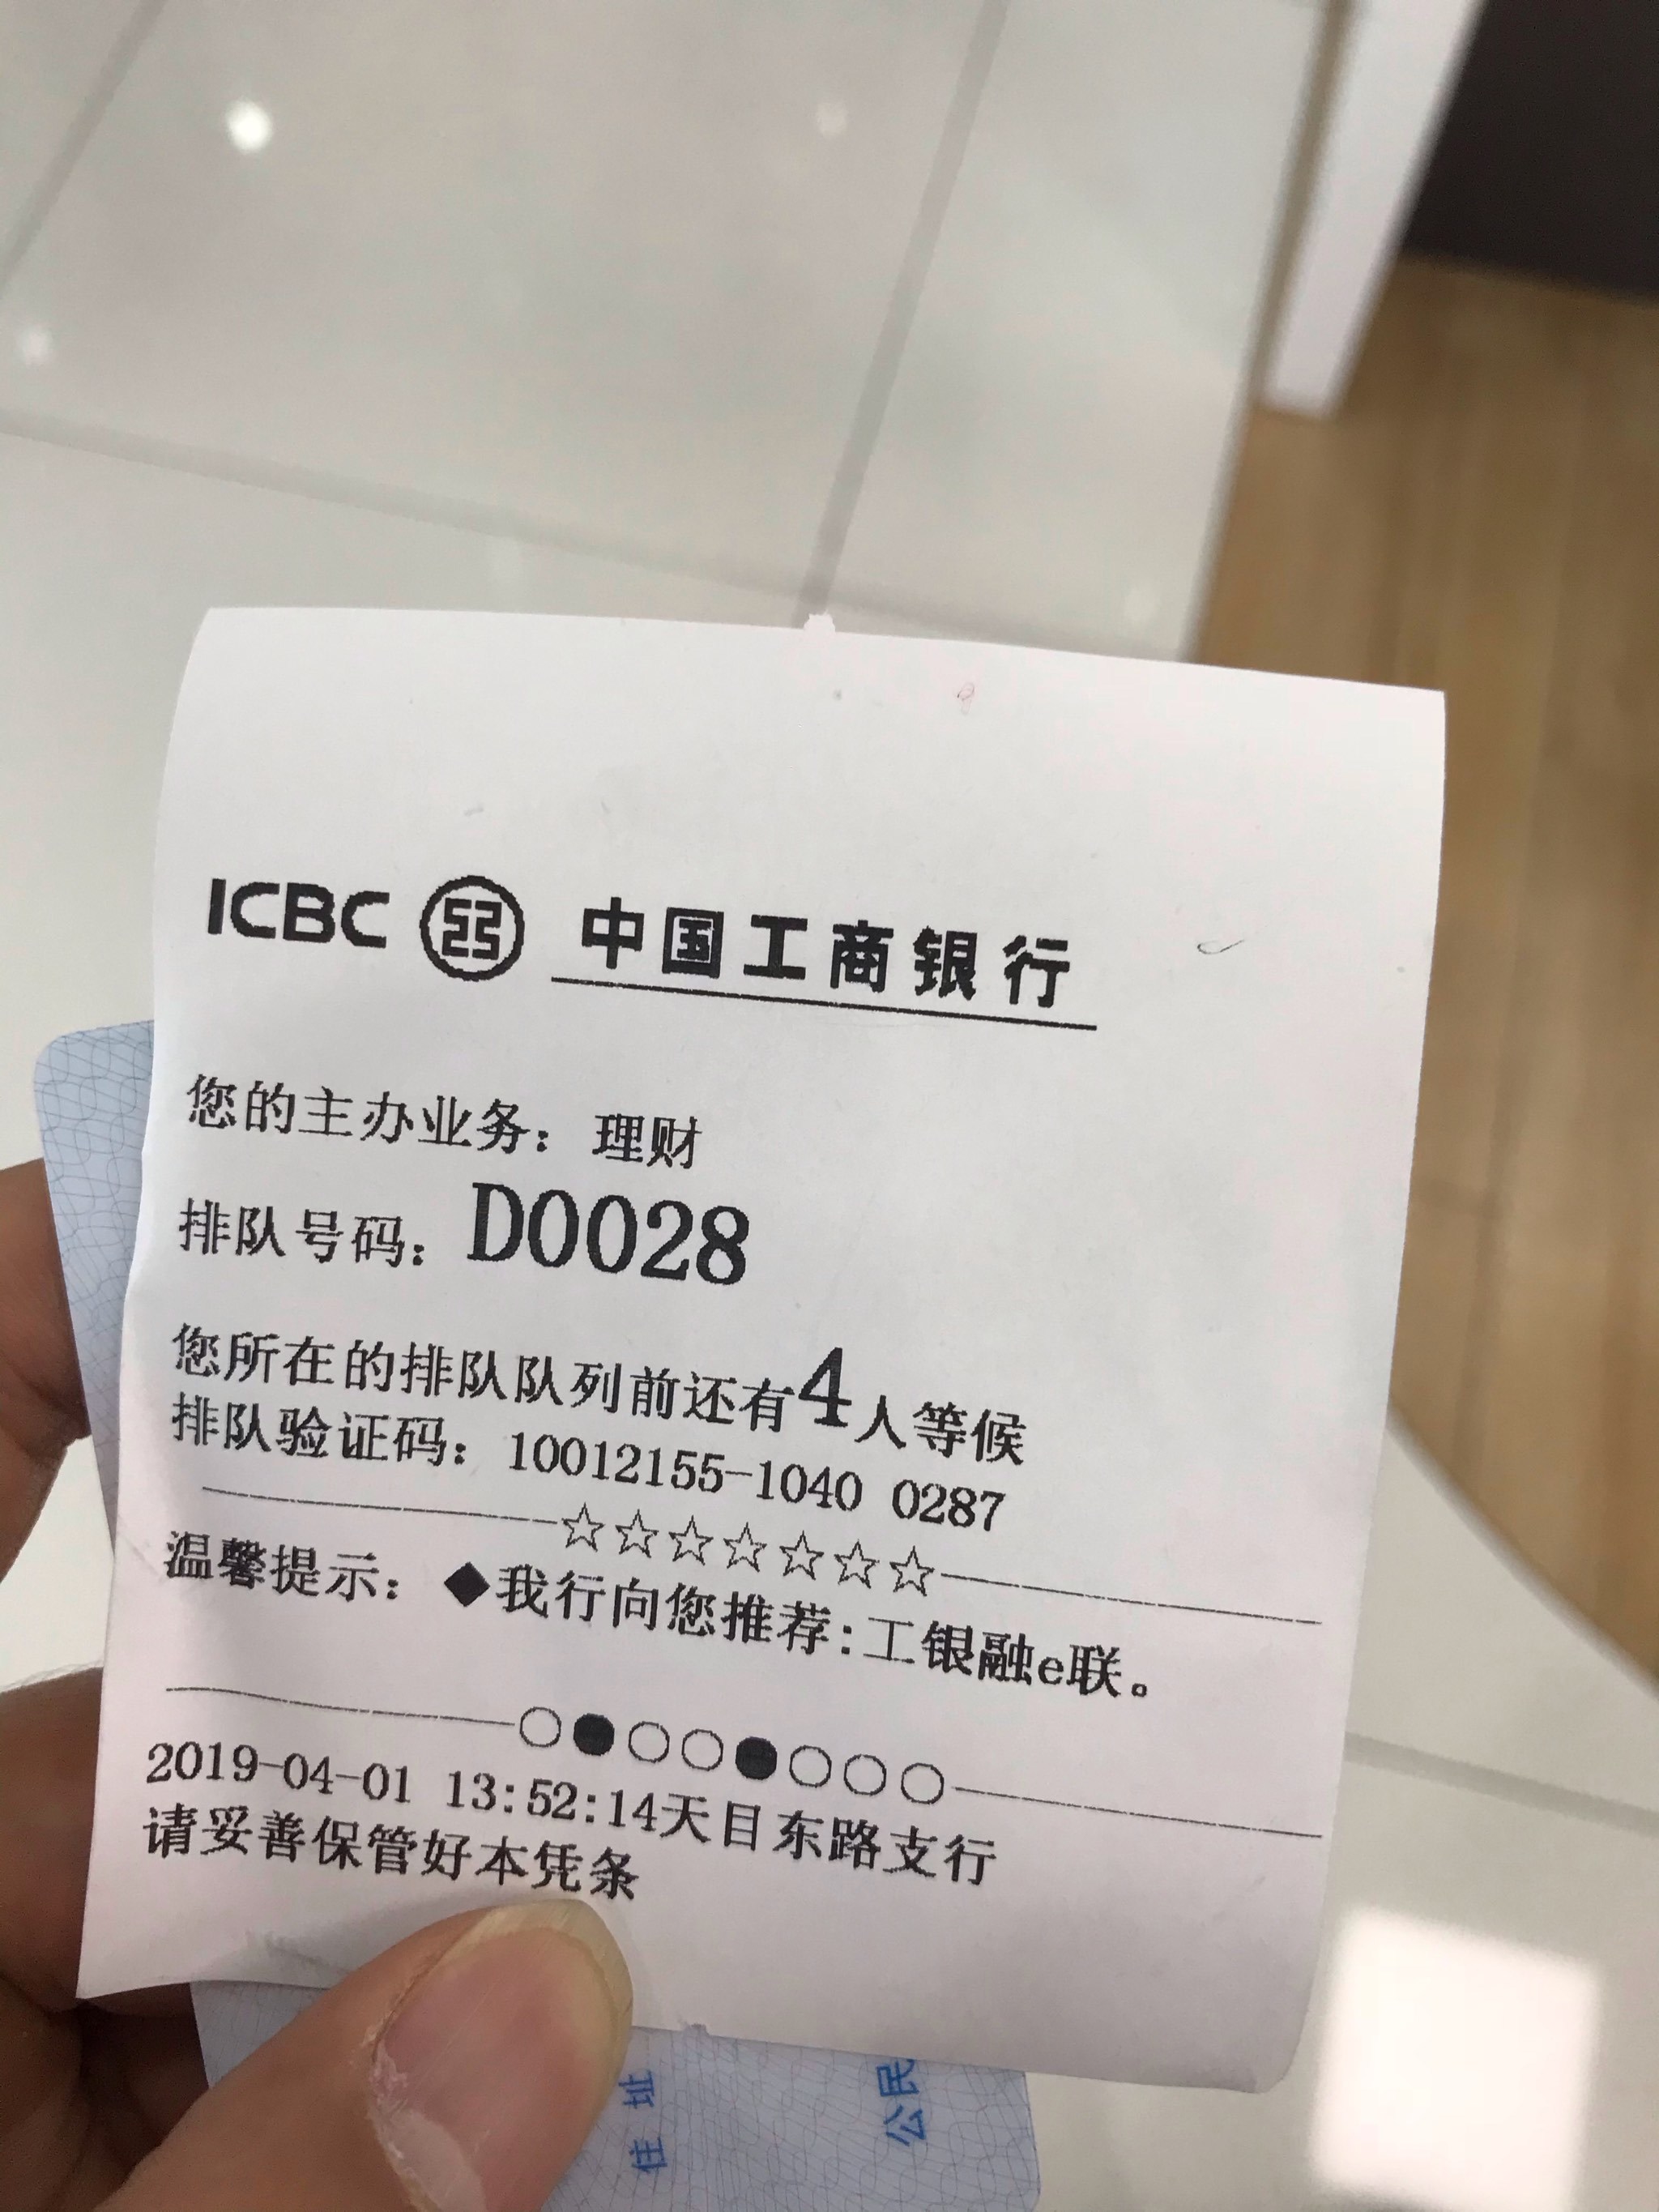 ICBC 中国工商银行
您的主办业务：理财
排队号码：D0028
您所在的排队队列前还有4人等候
排队验证码：10012155-1040 0287
☆☆☆☆☆☆☆
温馨提示：◆我行向您推荐:工银融e联。
○●○○●○○○
2019-04-01 13:52:14天目东路支行
请妥善保管好本凭条
住址
公民